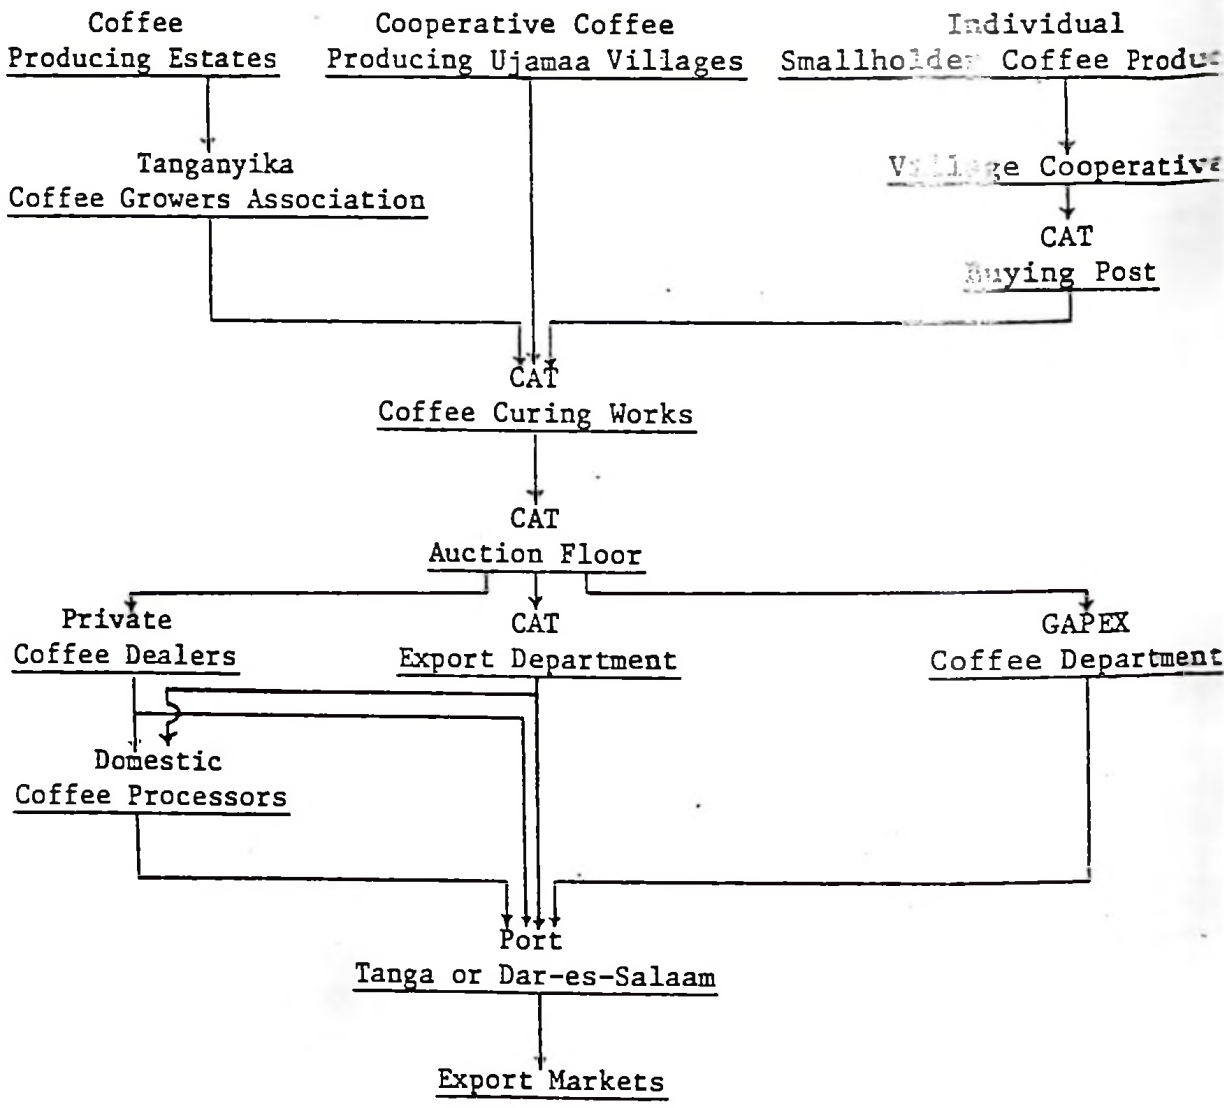 Coffee
Producing Estates
Cooperative Coffee
Producing Ujamaa Villages
Individual
Smallholder Coffee
Tanganyika
Coffee Growers Association
Village Cooperative
CAT
Buying Post
CAT
Coffee Curing Works
CAT
Auction Floor
Private
Coffee Dealers
CAT
Export Department
GAPEX
Coffee Department
Domestic
Coffee Processors
Port
Tanga or Dar-es-Salaam
Export Markets